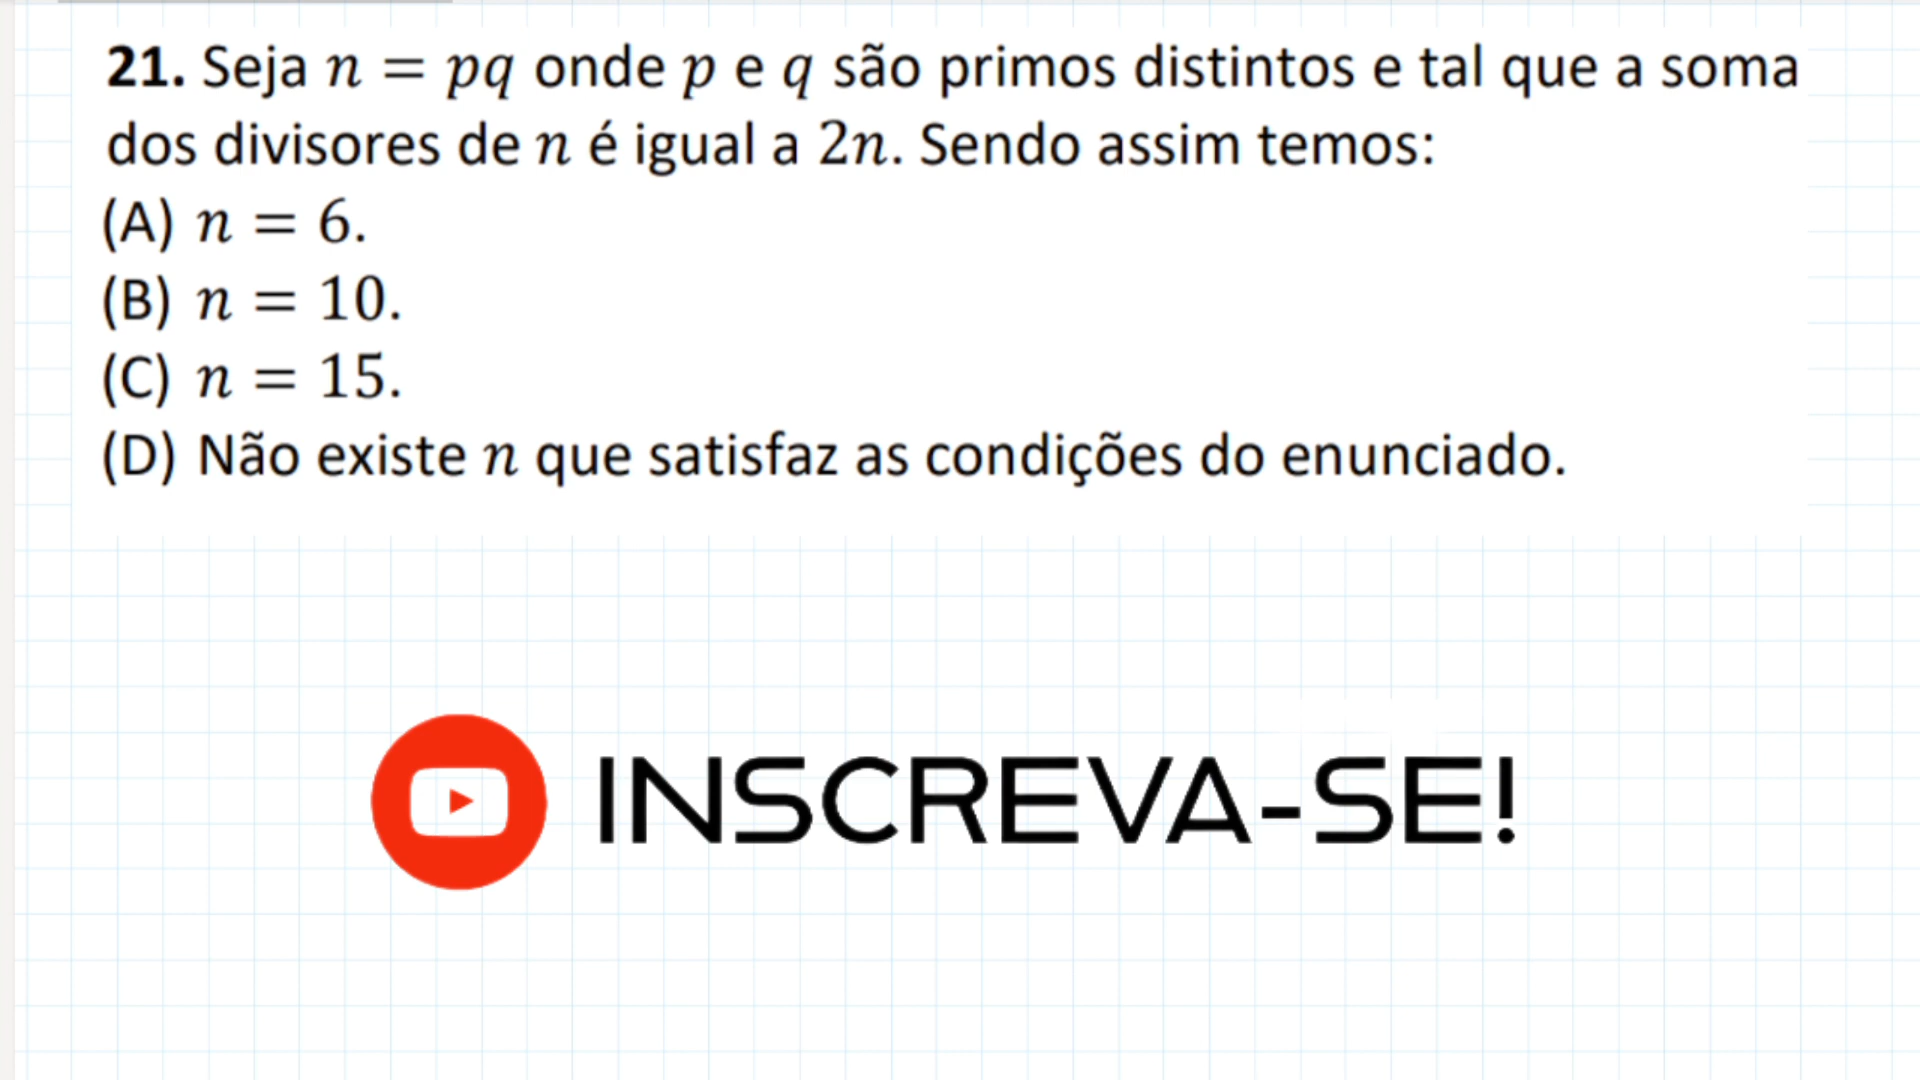 21. Seja n = pq onde p e q são primos distintos e tal que a soma
dos divisores de n é igual a 2n. Sendo assim temos:
(A) n = 6.
(B) n = 10.
(C) n = 15.
(D) Não existe n que satisfaz as condições do enunciado.
INSCREVA-SE!